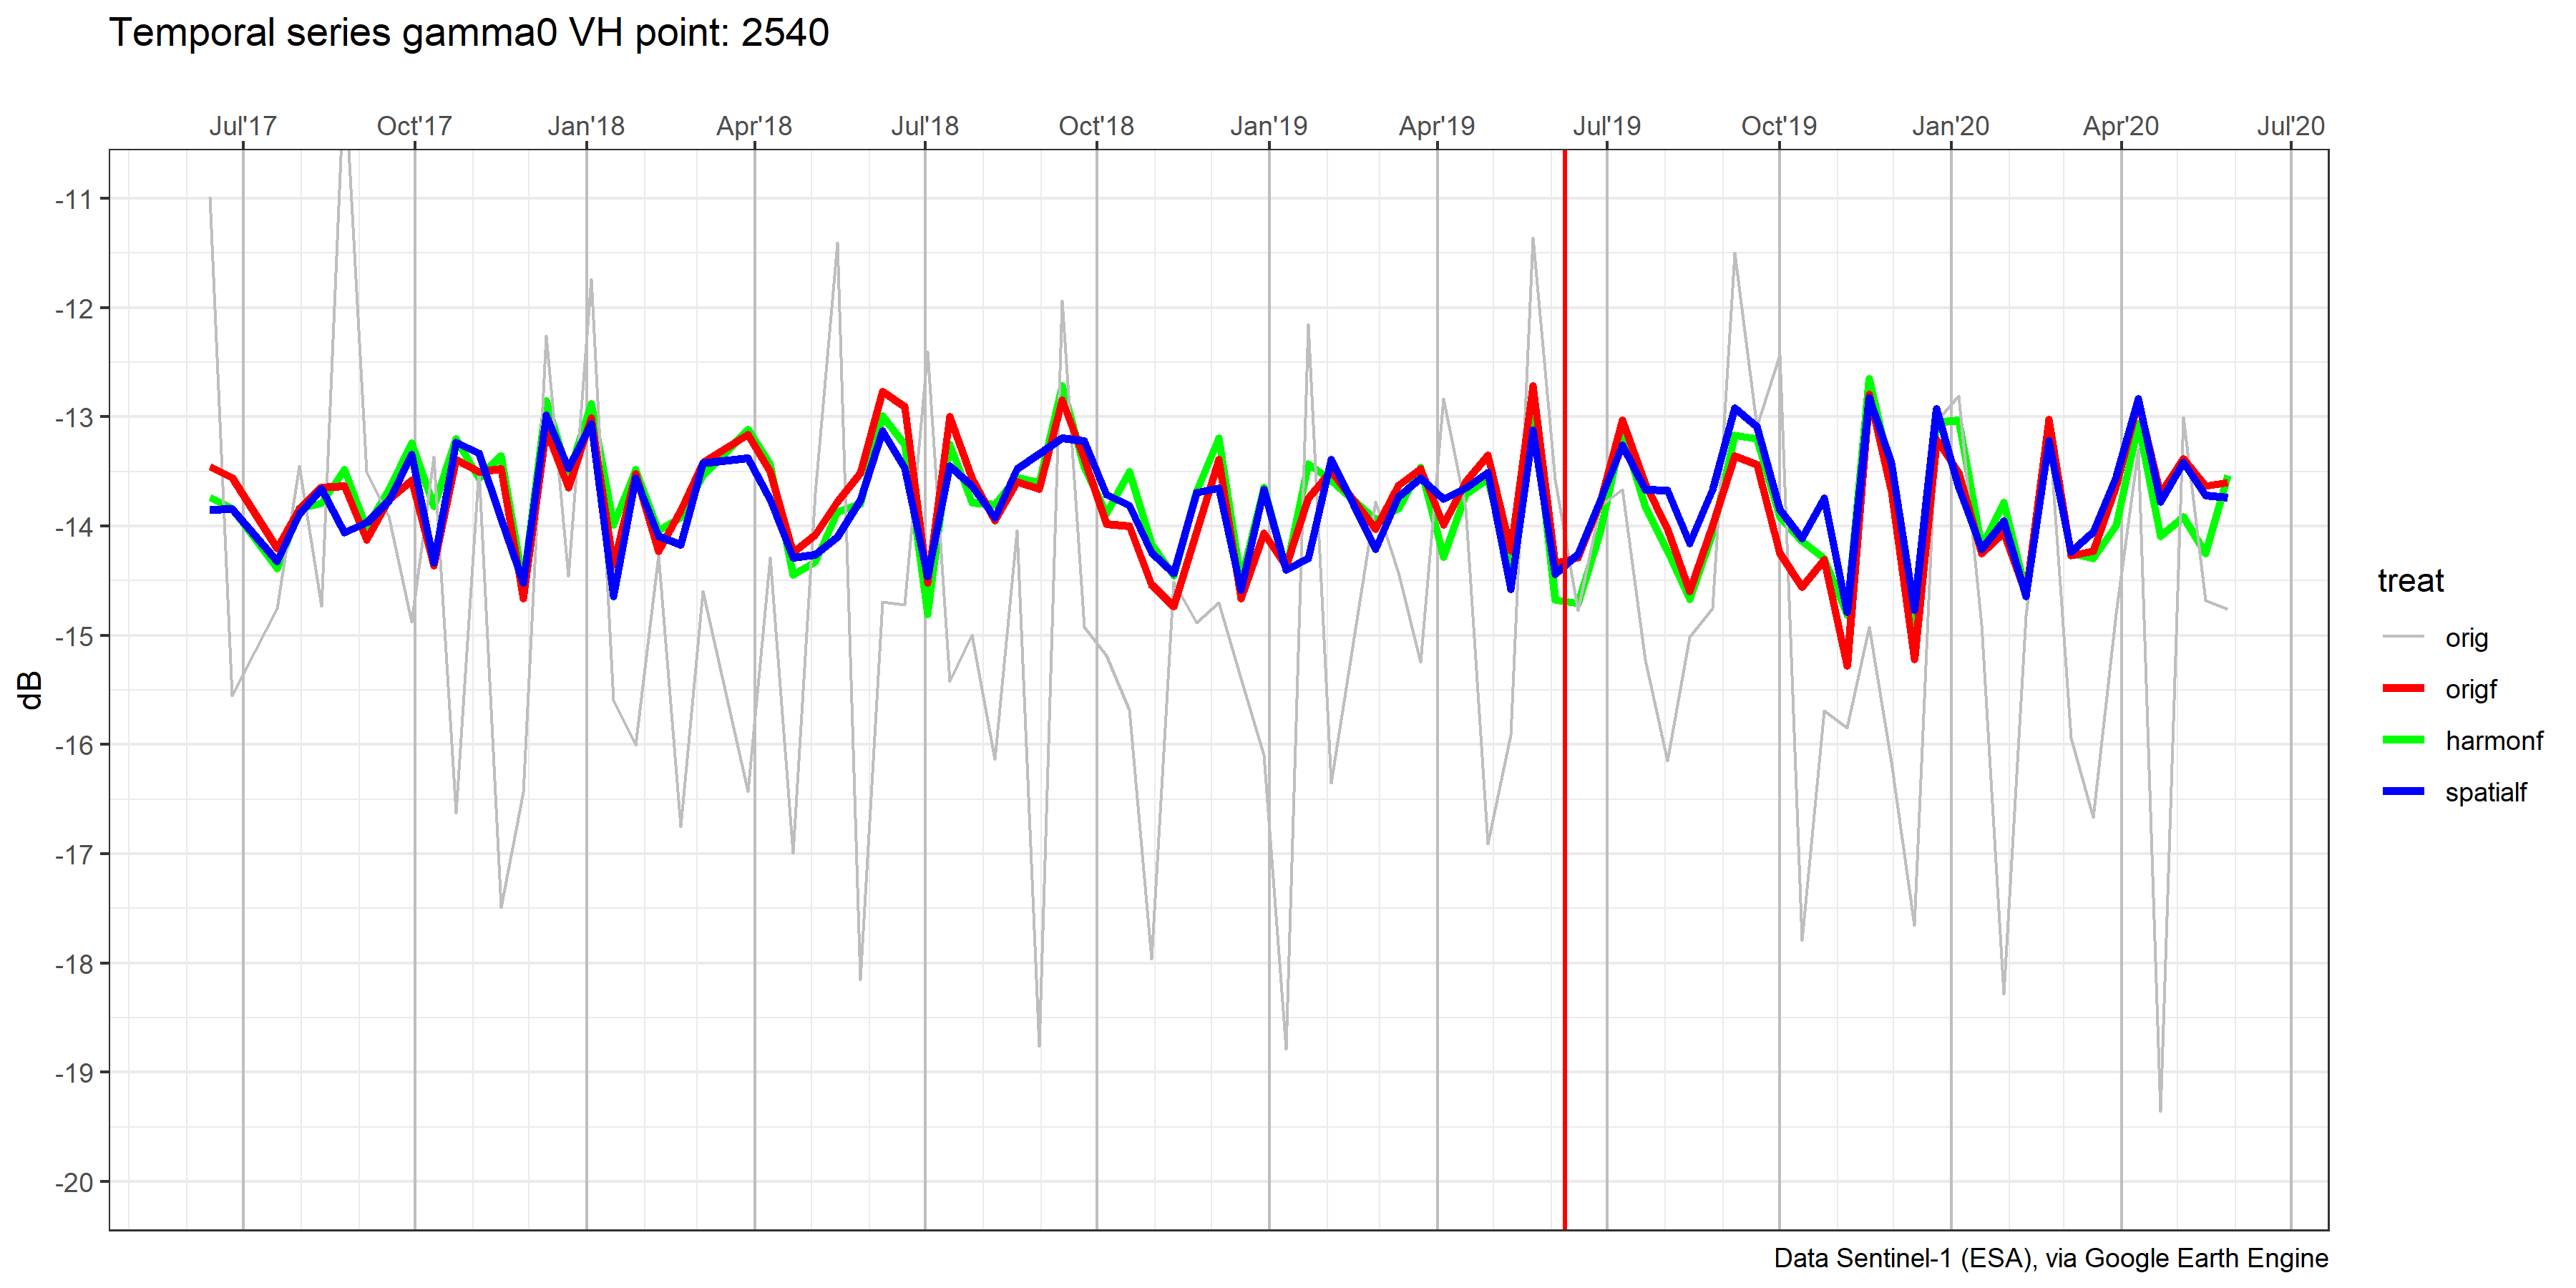 Temporal series gamma0 VH point: 2540
Jul'17 Oct'17 Jan'18 Apr'18 Jul'18 Oct'18 Jan'19 Apr'19 Jul'19 Oct'19 Jan'20 Apr'20 Jul'20
-11
-12
-13
-14
-15
-16
-17
-18
-19
-20
dB
treat
orig
origf
harmonf
spatialf
Data Sentinel-1 (ESA), via Google Earth Engine